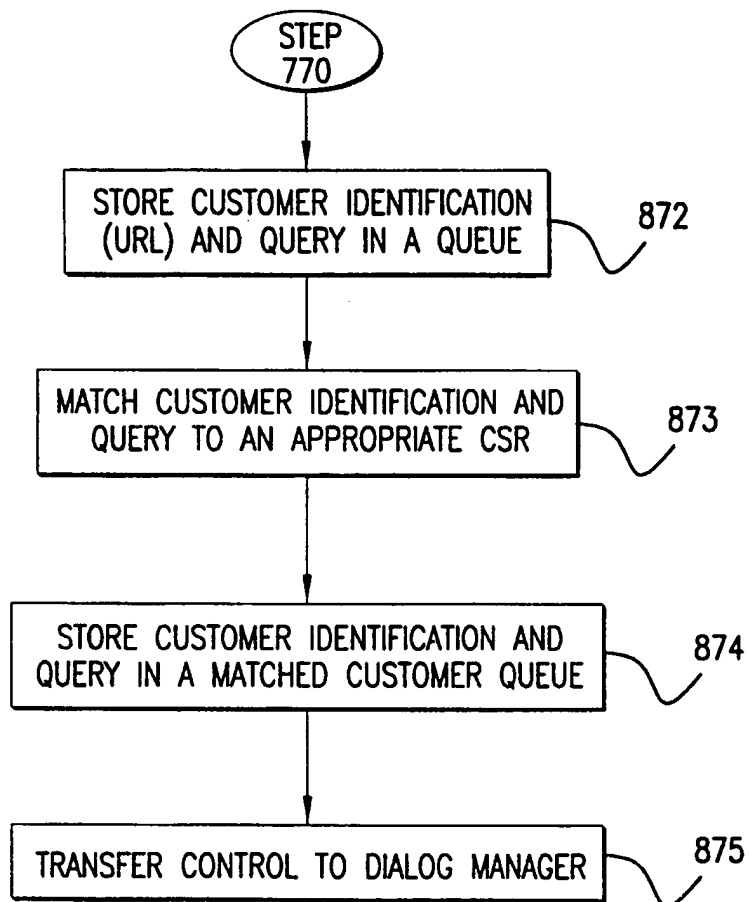 STEP
770
STORE CUSTOMER IDENTIFICATION
(URL) AND QUERY IN A QUEUE
872
MATCH CUSTOMER IDENTIFICATION AND
QUERY TO AN APPROPRIATE CSR
873
STORE CUSTOMER IDENTIFICATION AND
QUERY IN A MATCHED CUSTOMER QUEUE
874
TRANSFER CONTROL TO DIALOG MANAGER
875